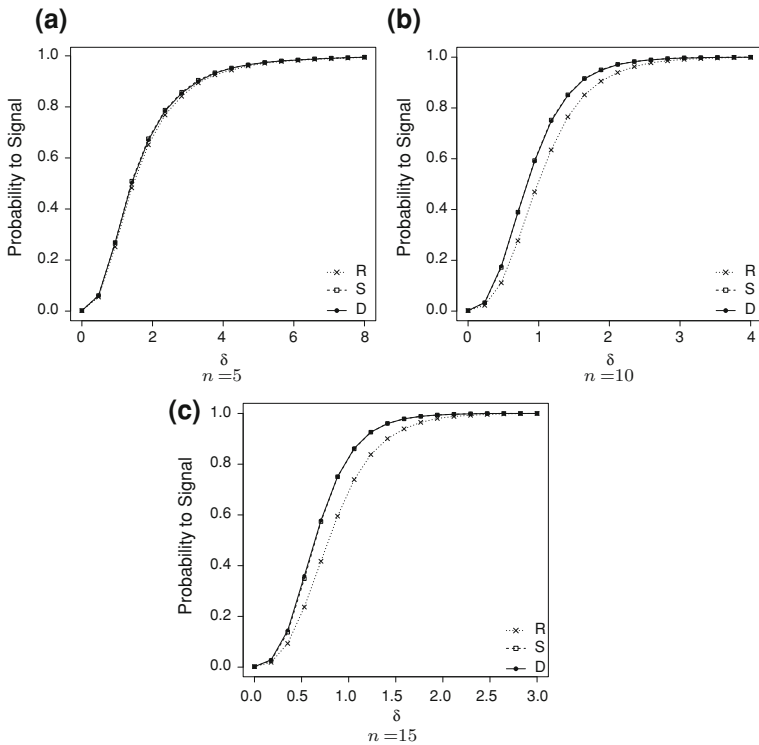 (a)
Probability to Signal
1.0
0.8
0.6
0.4
0.2
0.0
R
S
D
0 2 4 6 8
δ
n =5
(b)
Probability to Signal
1.0
0.8
0.6
0.4
0.2
0.0
R
S
D
0 1 2 3 4
δ
n =10
(c)
Probability to Signal
1.0
0.8
0.6
0.4
0.2
0.0
R
S
D
0.0 0.5 1.0 1.5 2.0 2.5 3.0
δ
n =15